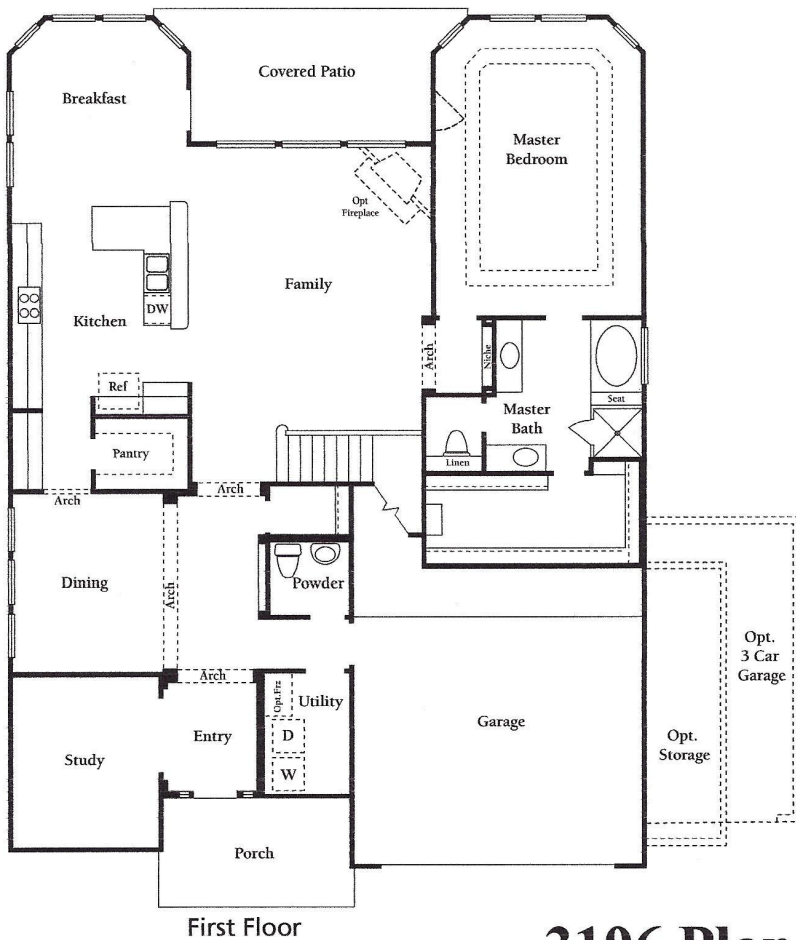 Covered Patio
Breakfast
Master
Bedroom
Opt
Fireplace
Family
DW
Kitchen
Arch
Niche
Ref
Master
Bath
Seat
Pantry
Linen
Arch
Arch
Dining
Arch
Powder
Opt.
3 Car
Garage
Arch
Opt.Frz
Utility
Entry
D
Garage
Opt.
Storage
Study
W
Porch
First Floor
3196 Plan